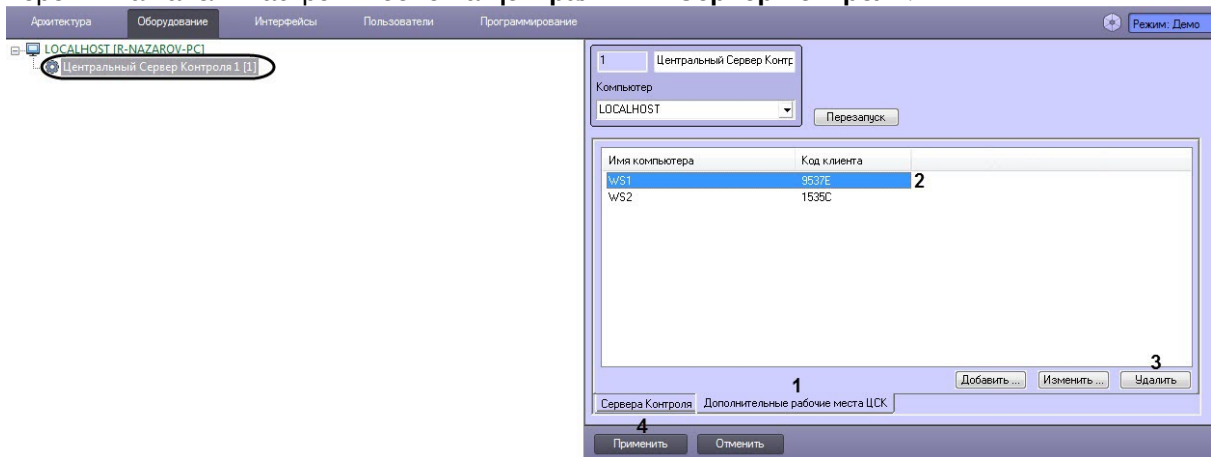 Архитектура Оборудование Интерфейсы Пользователи Программирование Режим: Демо
LOCALHOST [R-NAZAROV-PC]
Центральный Сервер Контроля 1 [1]
1 Центральный Сервер Контр
Компьютер
LOCALHOST
Перезапуск
Имя компьютера Код клиента
WS1 9537E 2
WS2 1535C
3
Добавить ... Изменить ... Удалить
1
Сервера Контроля Дополнительные рабочие места ЦСК
4
Применить Отменить